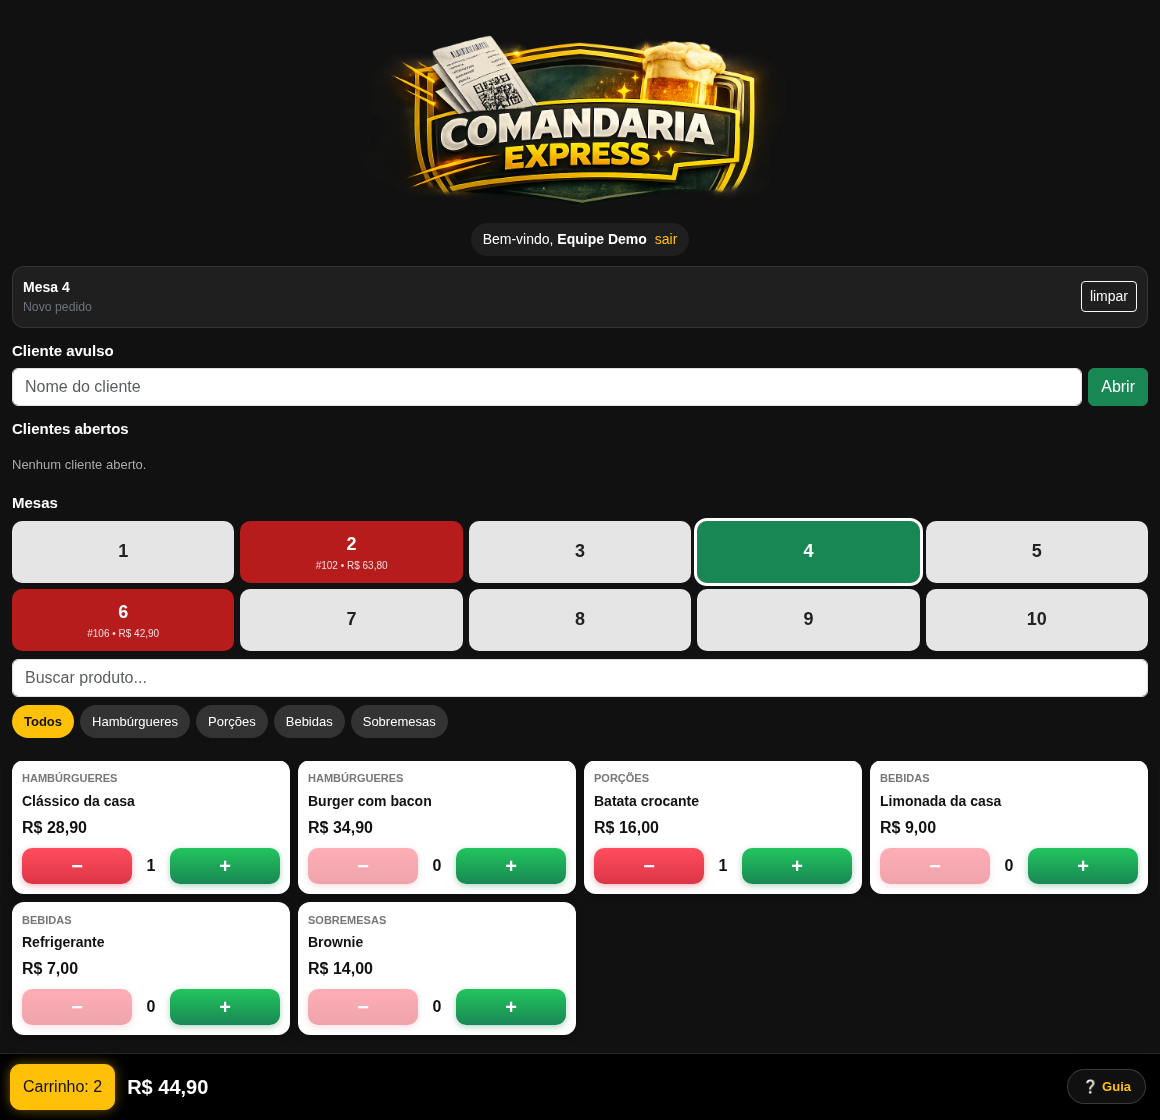 COMANDARIA
EXPRESS
Bem-vindo, Equipe Demo sair
Mesa 4
Novo pedido
limpar
Cliente avulso
Nome do cliente
Abrir
Clientes abertos
Nenhum cliente aberto.
Mesas
1
2
#102 • R$ 63,80
3
4
5
6
#106 • R$ 42,90
7
8
9
10
Buscar produto...
Todos
Hambúrgueres
Porções
Bebidas
Sobremesas
HAMBÚRGUERES
Clássico da casa
R$ 28,90
− 1 +
HAMBÚRGUERES
Burger com bacon
R$ 34,90
− 0 +
PORÇÕES
Batata crocante
R$ 16,00
− 1 +
BEBIDAS
Limonada da casa
R$ 9,00
− 0 +
BEBIDAS
Refrigerante
R$ 7,00
− 0 +
SOBREMESAS
Brownie
R$ 14,00
− 0 +
Carrinho: 2
R$ 44,90
❔ Guia